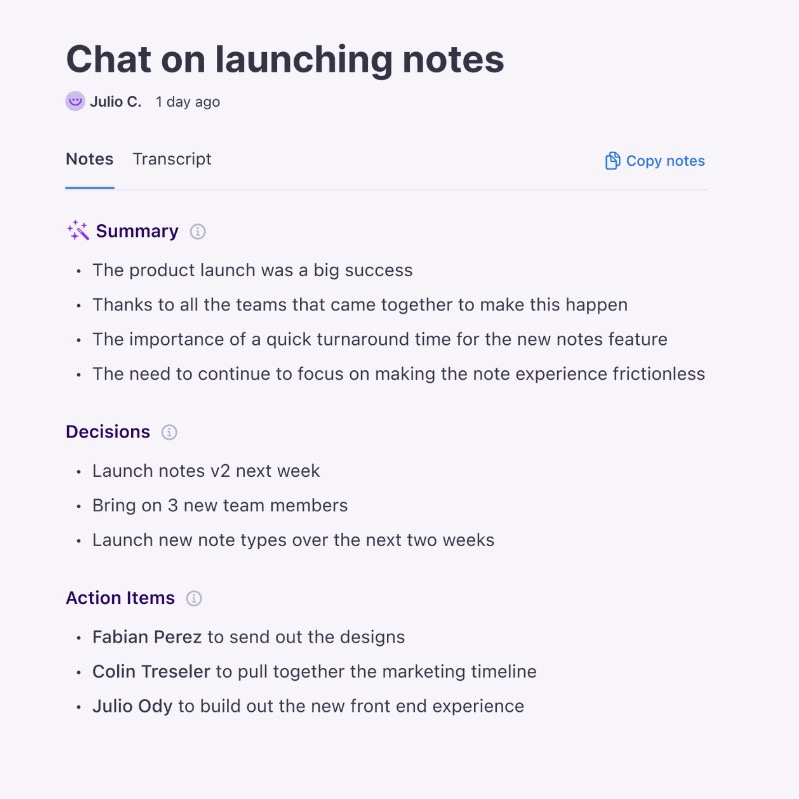 Chat on launching notes
Julio C. 1 day ago
Notes Transcript Copy notes
Summary
• The product launch was a big success
• Thanks to all the teams that came together to make this happen
• The importance of a quick turnaround time for the new notes feature
• The need to continue to focus on making the note experience frictionless
Decisions
• Launch notes v2 next week
• Bring on 3 new team members
• Launch new note types over the next two weeks
Action Items
• Fabian Perez to send out the designs
• Colin Treseler to pull together the marketing timeline
• Julio Ody to build out the new front end experience